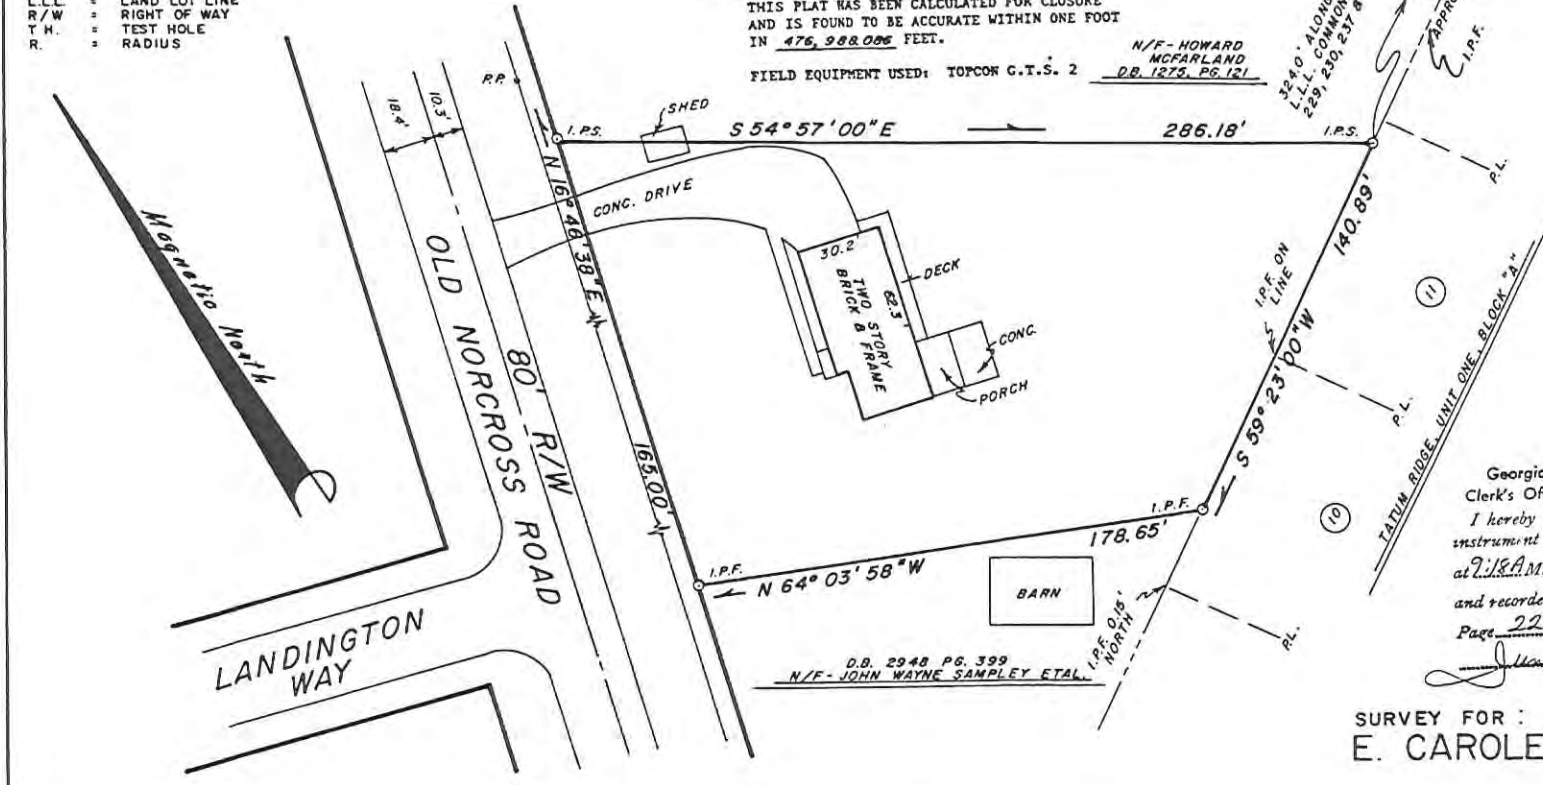 L.L.L. = LAND LOT LINE
R/W = RIGHT OF WAY
T H. = TEST HOLE
R. = RADIUS
THIS PLAT HAS BEEN CALCULATED FOR CLOSURE
AND IS FOUND TO BE ACCURATE WITHIN ONE FOOT
IN 476,988.086 FEET.
FIELD EQUIPMENT USED: TOPCON G.T.S. 2
N/F - HOWARD
MCFARLAND
D.B. 1275, PG. 121
324.0' ALONG
L.L.L. COMMON
229, 230, 237 &
I.P.F.
P.P.
18.4'
10.3'
I.P.S.
SHED
S 54° 57' 00" E
286.18'
I.P.S.
P.L.
Magnetic North
N 16° 46' 38" E
165.00'
CONC. DRIVE
30.2'
62.3'
TWO STORY
BRICK & FRAME
DECK
CONC.
PORCH
140.89'
S 59° 23' 00" W
I.P.F. ON
LINE
11
P.L.
OLD NORCROSS ROAD
80' R/W
TATUM RIDGE, UNIT ONE, BLOCK "A"
10
I.P.F.
178.65'
I.P.F.
N 64° 03' 58" W
BARN
I.P.F. 0.15'
NORTH
P.L.
LANDINGTON
WAY
D.B. 2948 PG. 399
N/F - JOHN WAYNE SAMPLEY ETAL.
Georgia
Clerk's Of
I hereby
instrument
at 9:18 A M.
and recorde
Page 22
SURVEY FOR :
E. CAROLE